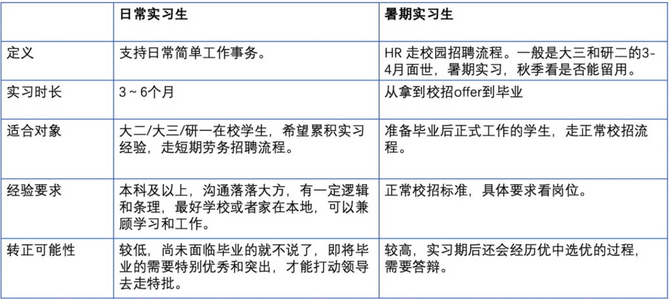 日常实习生
暑期实习生
定义
支持日常简单工作事务。
HR 走校园招聘流程。一般是大三和研二的3-
4月面世，暑期实习，秋季看是否能留用。
实习时长
3～6个月
从拿到校招offer到毕业
适合对象
大二/大三/研一在校学生，希望累积实习
经验，走短期劳务招聘流程。
准备毕业后正式工作的学生，走正常校招流
程。
经验要求
本科及以上，沟通落落大方，有一定逻辑
和条理，最好学校或者家在本地，可以兼
顾学习和工作。
正常校招标准，具体要求看岗位。
转正可能性
较低，尚未面临毕业的就不说了，即将毕
业的需要特别优秀和突出，才能打动领导
去走特批。
较高，实习期后还会经历优中选优的过程，
需要答辩。